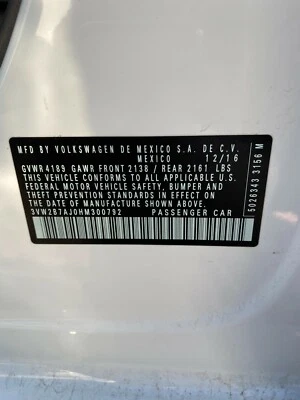 MFD BY VOLKSWAGEN DE MEXICO S.A. DE C.V.
MEXICO 12/16
GVWR 4189 GAWR FRONT 2138 / REAR 2161 LBS
THIS VEHICLE CONFORMS TO ALL APPLICABLE U.S.
FEDERAL MOTOR VEHICLE SAFETY, BUMPER AND
THEFT PREVENTION STANDARDS IN EFFECT ON THE
DATE OF MANUFACTURE SHOWN ABOVE.
3VW2B7AJ0HM300792 PASSENGER CAR
5026343 3156 M